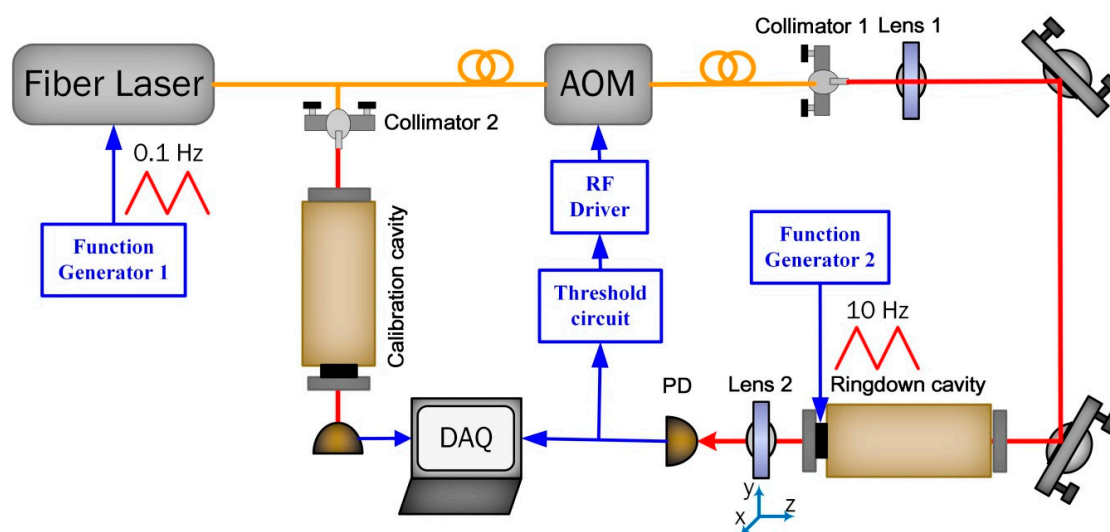 Fiber Laser
AOM
Collimator 1
Lens 1
Collimator 2
0.1 Hz
Function
Generator 1
RF
Driver
Function
Generator 2
Calibration cavity
Threshold
circuit
10 Hz
PD
Lens 2
Ringdown cavity
DAQ
y
x
z